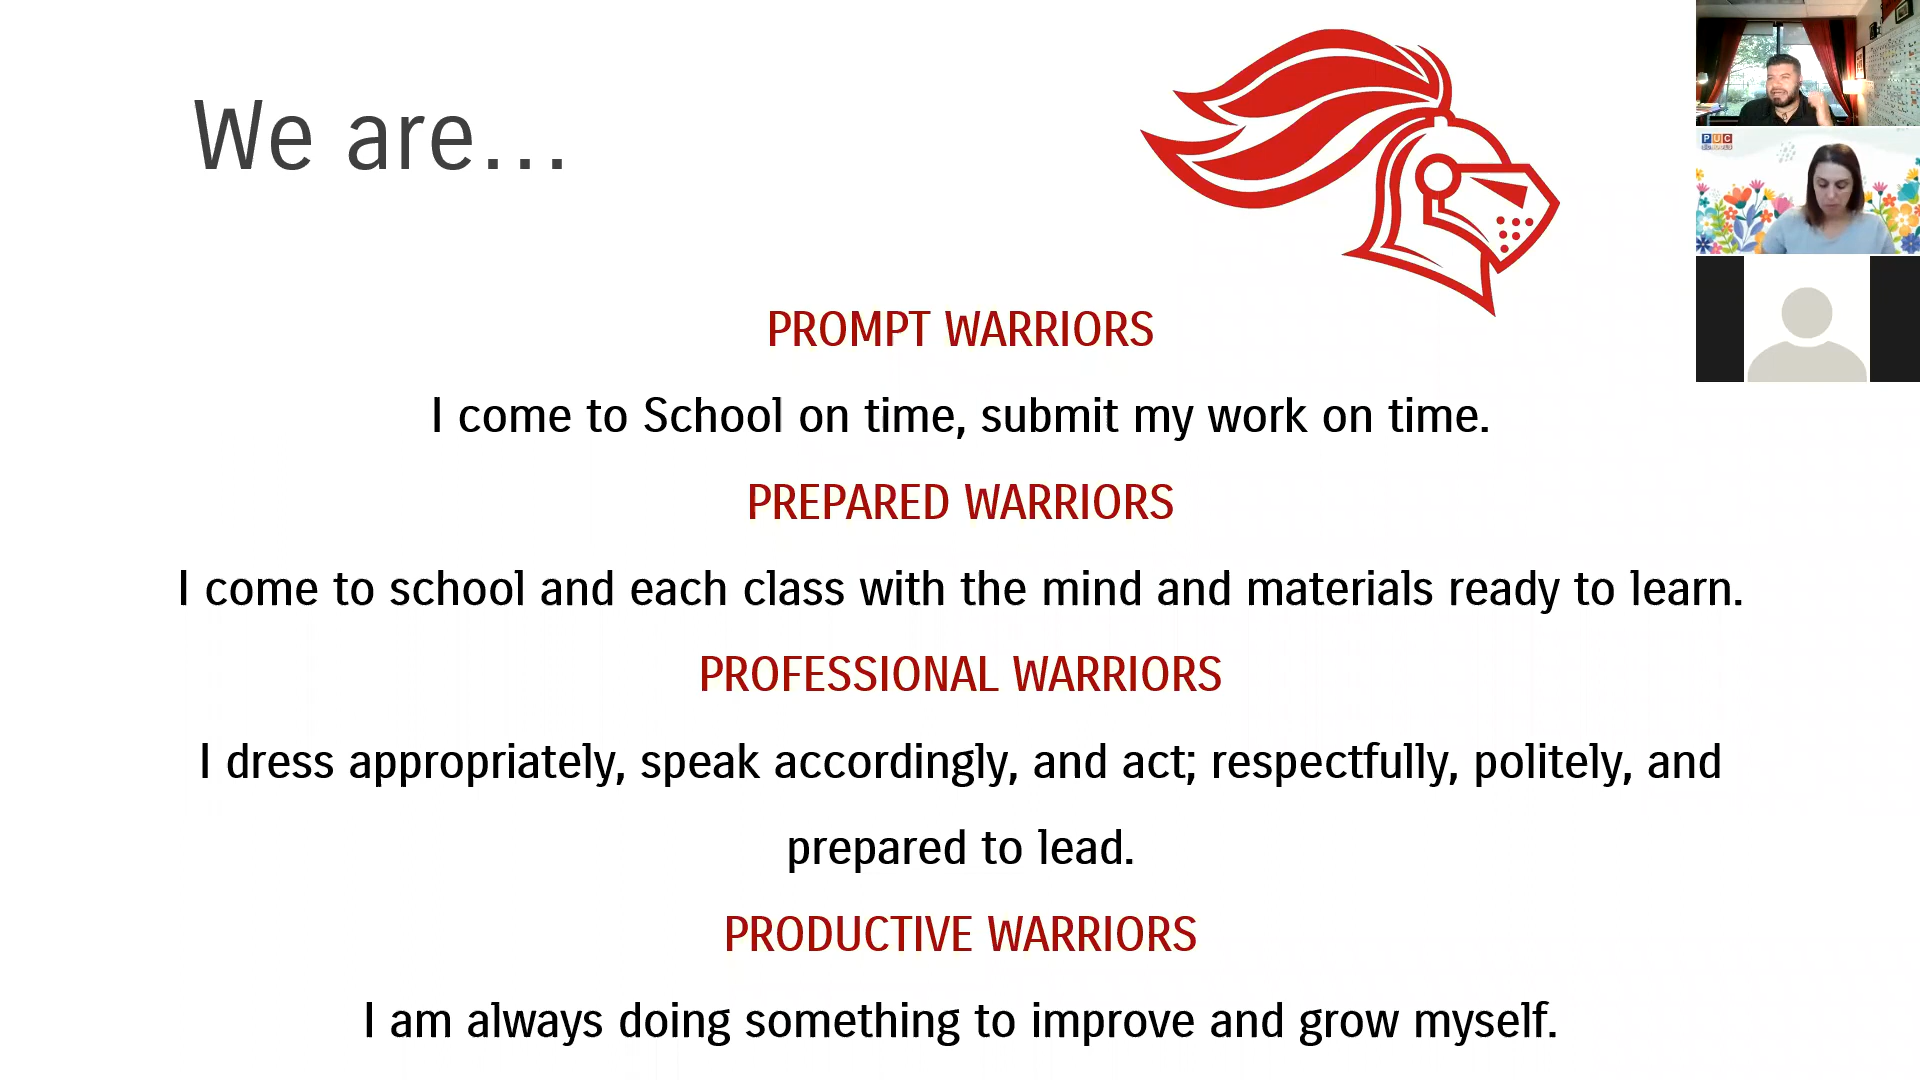 We are...
PROMPT WARRIORS
I come to School on time, submit my work on time.
PREPARED WARRIORS
I come to school and each class with the mind and materials ready to learn.
PROFESSIONAL WARRIORS
I dress appropriately, speak accordingly, and act; respectfully, politely, and
prepared to lead.
PRODUCTIVE WARRIORS
I am always doing something to improve and grow myself.
PUC